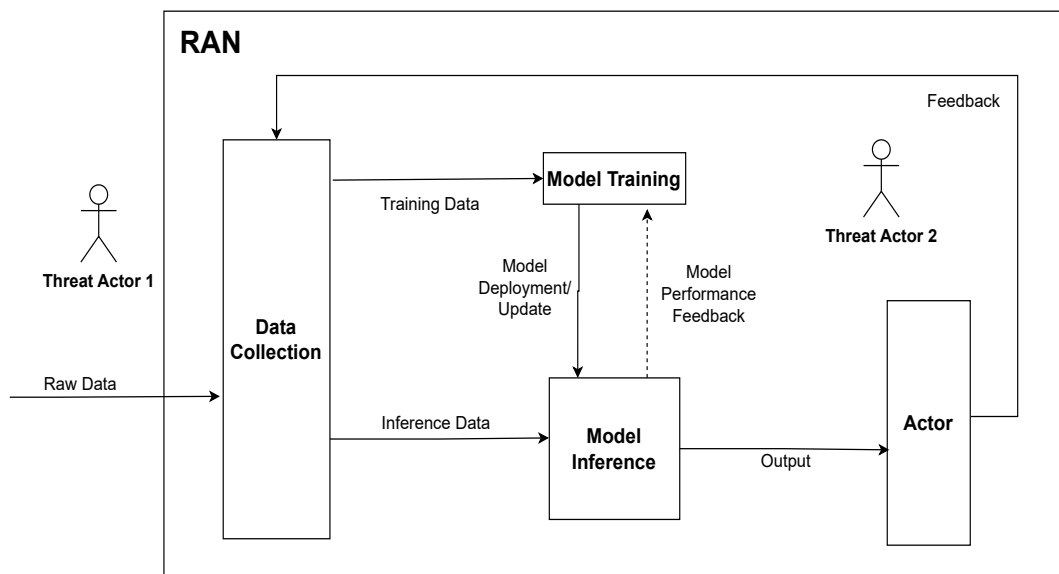 RAN
Feedback
Model Training
Training Data
Threat Actor 1
Threat Actor 2
Model
Deployment/
Update
Model
Performance
Feedback
Data
Collection
Raw Data
Inference Data
Model
Inference
Output
Actor